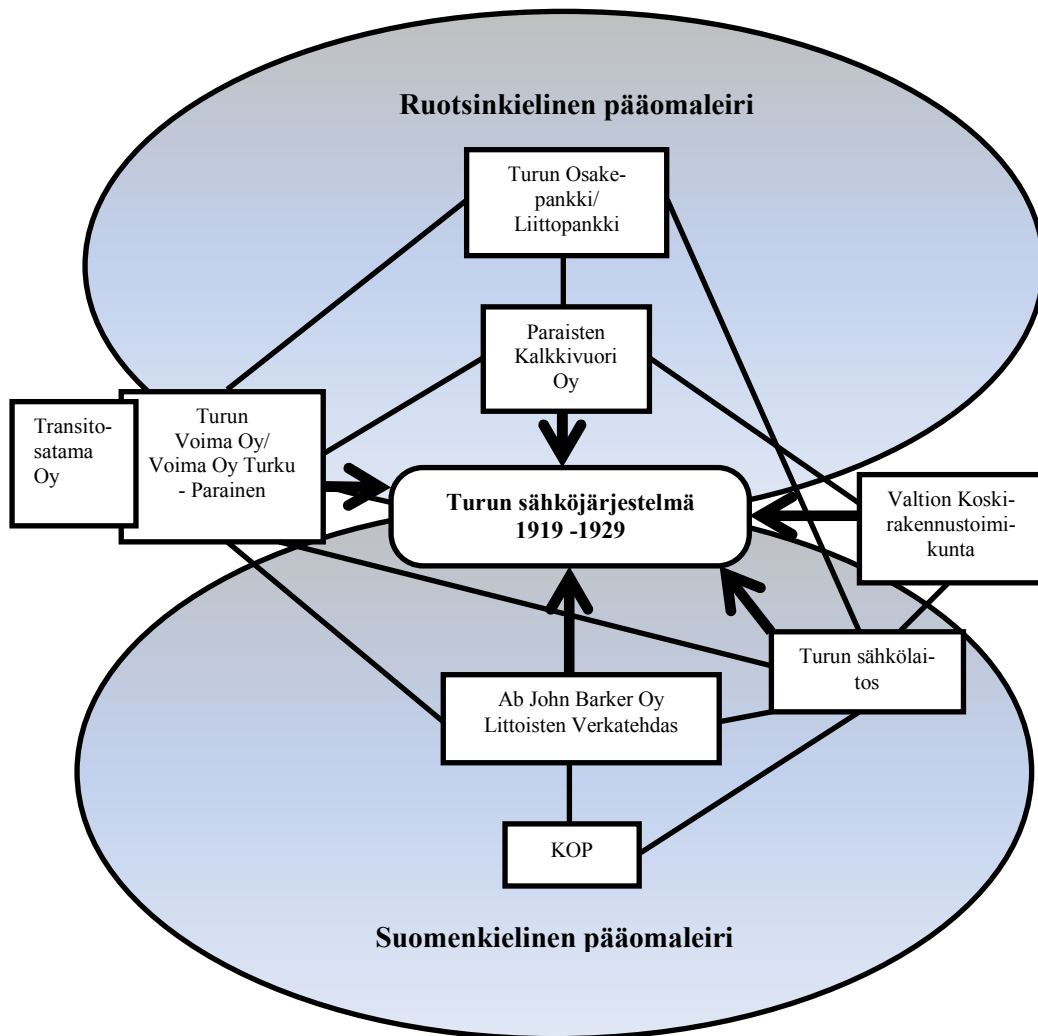 Ruotsinkielinen pääomaleiri
Turun Osake-
pankki/
Liittopankki
Paraisten
Kalkkivuori
Oy
Transito-
satama
Oy
Turun
Voima Oy/
Voima Oy Turku
- Parainen
Turun sähköjärjestelmä
1919 -1929
Valtion Koski-
rakennustoimi-
kunta
Turun sähkölai-
tos
Ab John Barker Oy
Littoisten Verkatehdas
KOP
Suomenkielinen pääomaleiri